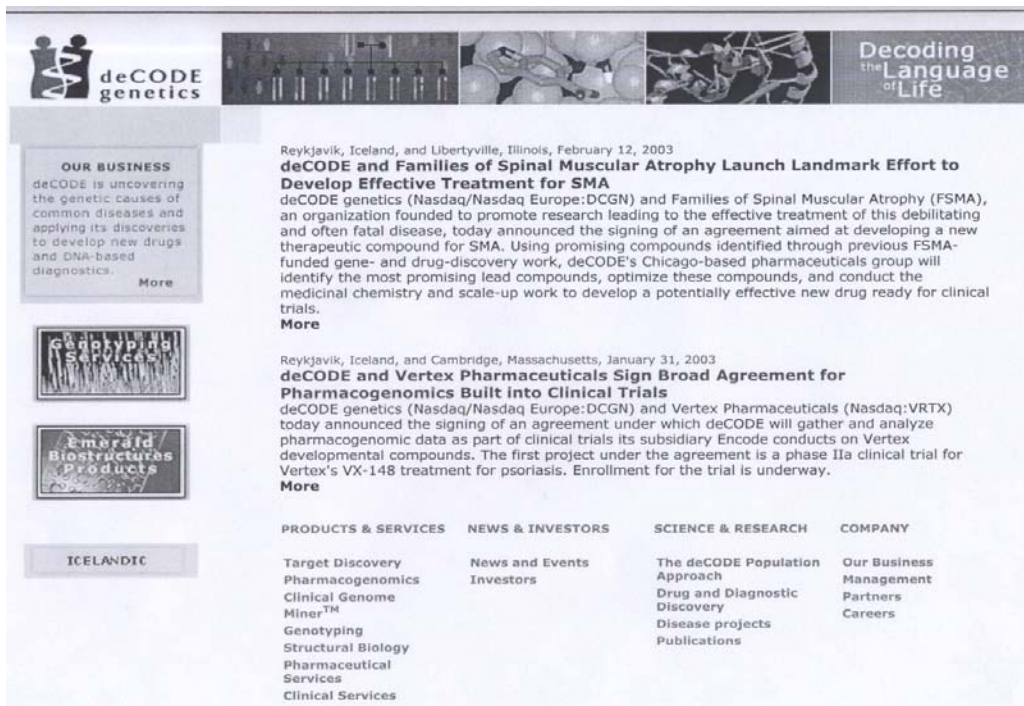 deCODE
genetics
Decoding
the Language
of Life
OUR BUSINESS
deCODE is uncovering
the genetic causes of
common diseases and
applying its discoveries
to develop new drugs
and DNA-based
diagnostics.
More
Genotyping
Services
Emerald
Biostructures
Products
ICELANDIC
Reykjavik, Iceland, and Libertyville, Illinois, February 12, 2003
deCODE and Families of Spinal Muscular Atrophy Launch Landmark Effort to
Develop Effective Treatment for SMA
deCODE genetics (Nasdaq/Nasdaq Europe:DCGN) and Families of Spinal Muscular Atrophy (FSMA),
an organization founded to promote research leading to the effective treatment of this debilitating
and often fatal disease, today announced the signing of an agreement aimed at developing a new
therapeutic compound for SMA. Using promising compounds identified through previous FSMA-
funded gene- and drug-discovery work, deCODE's Chicago-based pharmaceuticals group will
identify the most promising lead compounds, optimize these compounds, and conduct the
medicinal chemistry and scale-up work to develop a potentially effective new drug ready for clinical
trials.
More
Reykjavik, Iceland, and Cambridge, Massachusetts, January 31, 2003
deCODE and Vertex Pharmaceuticals Sign Broad Agreement for
Pharmacogenomics Built into Clinical Trials
deCODE genetics (Nasdaq/Nasdaq Europe:DCGN) and Vertex Pharmaceuticals (Nasdaq:VRTX)
today announced the signing of an agreement under which deCODE will gather and analyze
pharmacogenomic data as part of clinical trials its subsidiary Encode conducts on Vertex
developmental compounds. The first project under the agreement is a phase IIa clinical trial for
Vertex's VX-148 treatment for psoriasis. Enrollment for the trial is underway.
More
PRODUCTS & SERVICES
Target Discovery
Pharmacogenomics
Clinical Genome
Miner™
Genotyping
Structural Biology
Pharmaceutical
Services
Clinical Services
NEWS & INVESTORS
News and Events
Investors
SCIENCE & RESEARCH
The deCODE Population
Approach
Drug and Diagnostic
Discovery
Disease projects
Publications
COMPANY
Our Business
Management
Partners
Careers